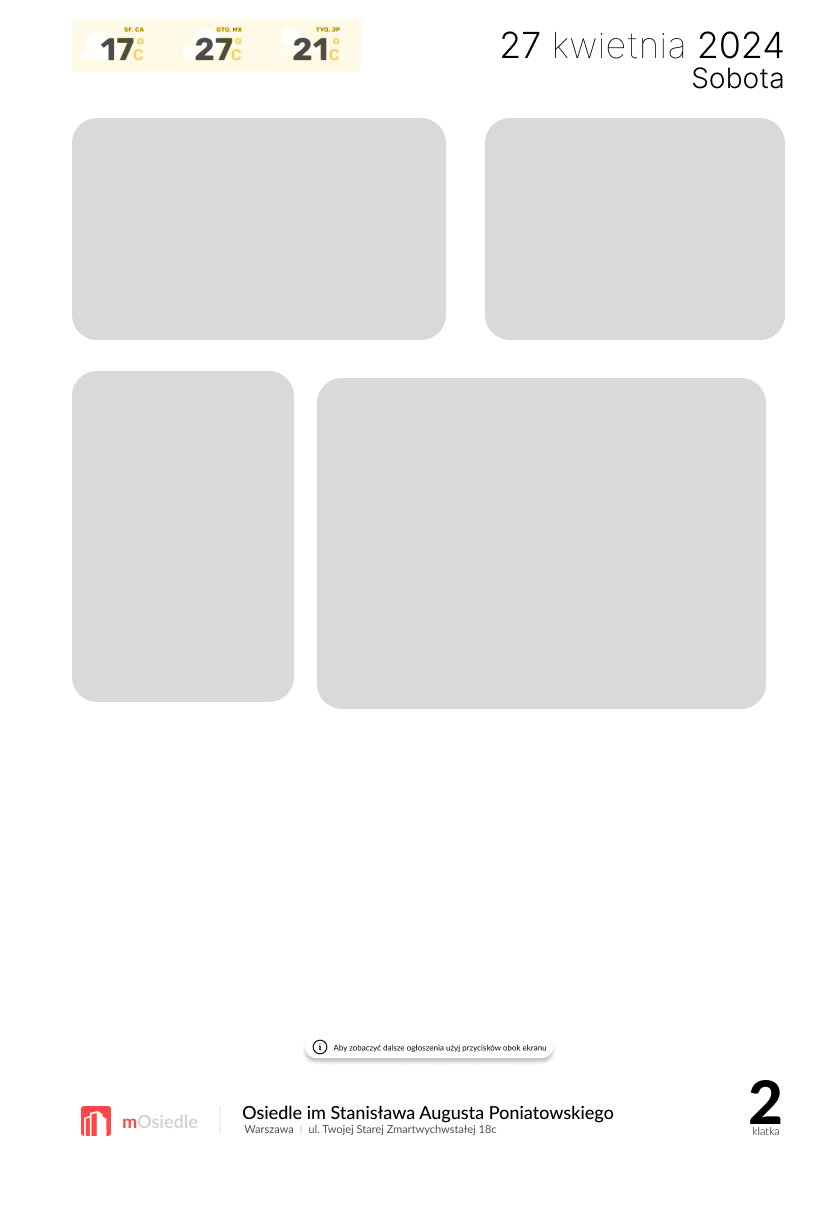 SF, CA
17°C
GTO, MX
27°C
TYO, JP
21°C
27 kwietnia 2024
Sobota
Aby zobaczyć dalsze ogłoszenia użyj przycisków obok ekranu
mOsiedle
Osiedle im Stanisława Augusta Poniatowskiego
Warszawa | ul. Twojej Starej Zmartwychwstałej 18c
2
klatka